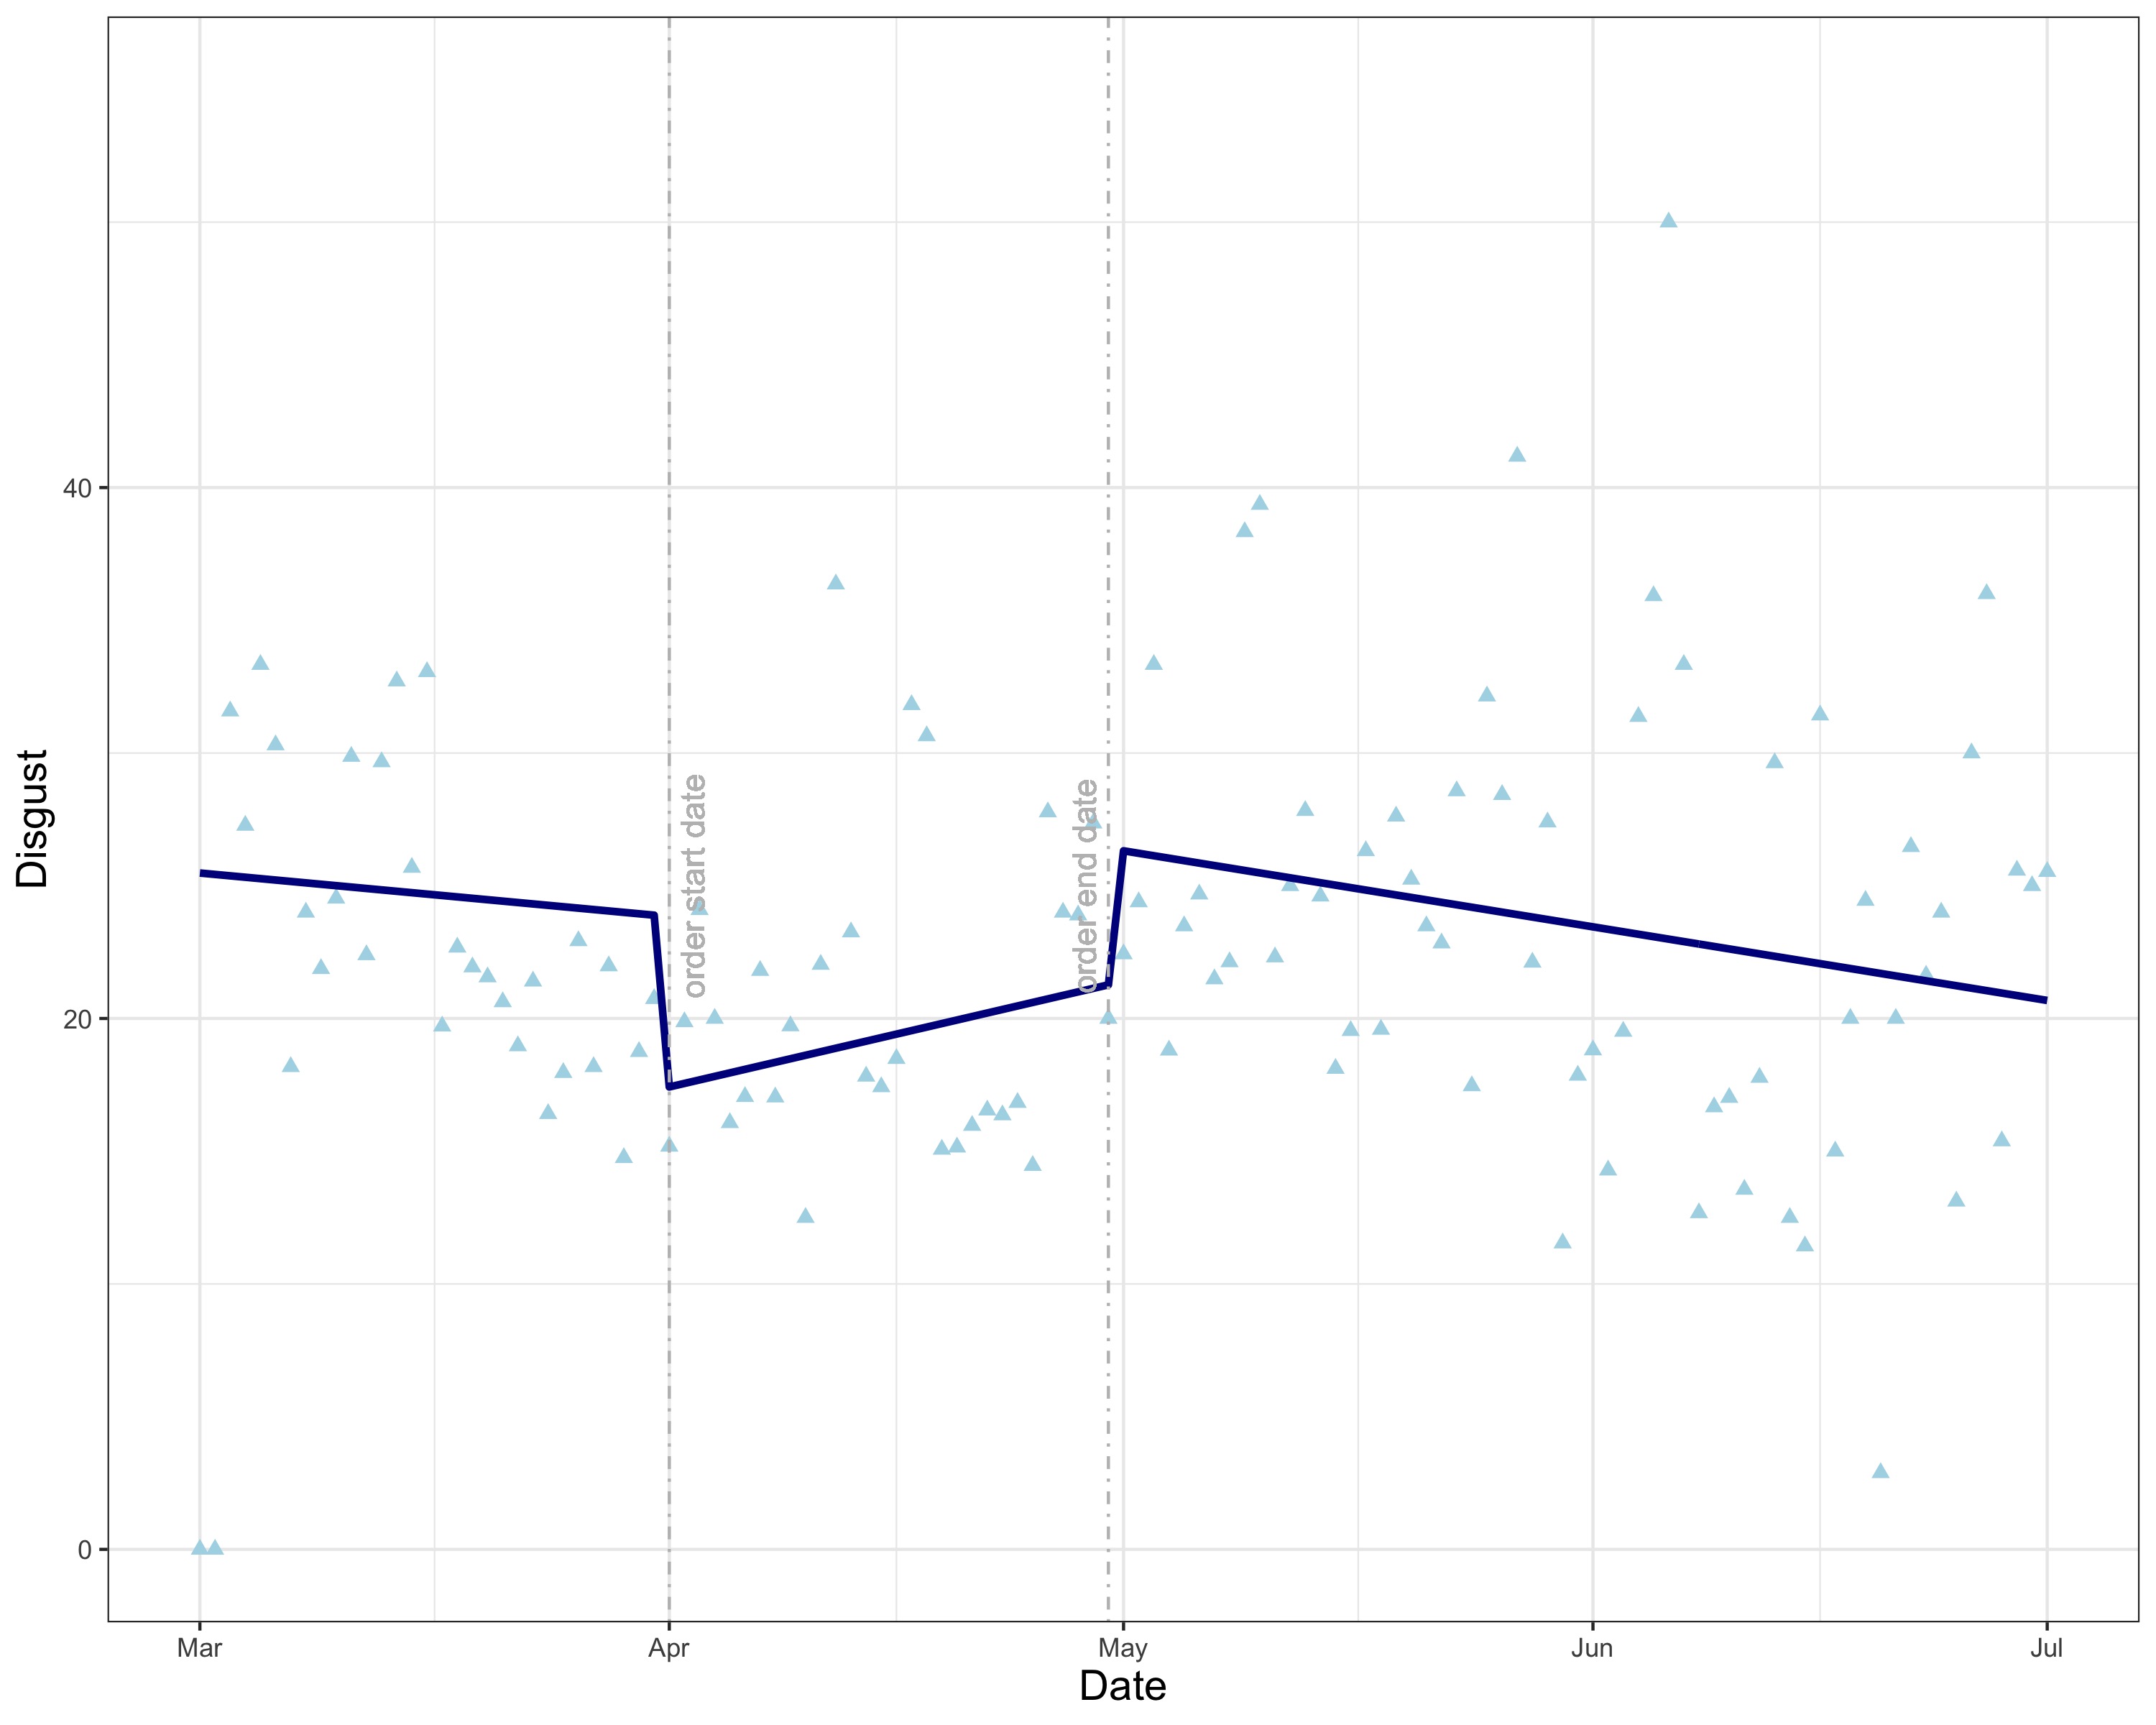 Disgust
40
20
0
order start date
order end date
Mar
Apr
May
Jun
Jul
Date